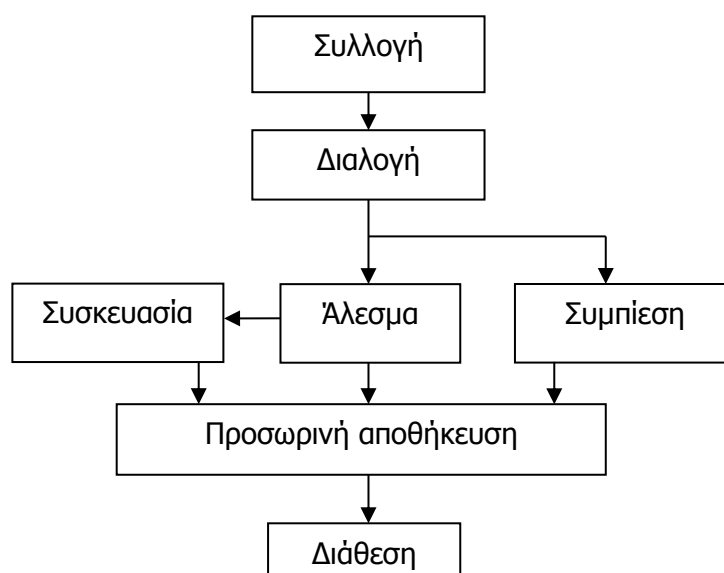 Συλλογή
Διαλογή
Συσκευασία
Άλεσμα
Συμπίεση
Προσωρινή αποθήκευση
Διάθεση